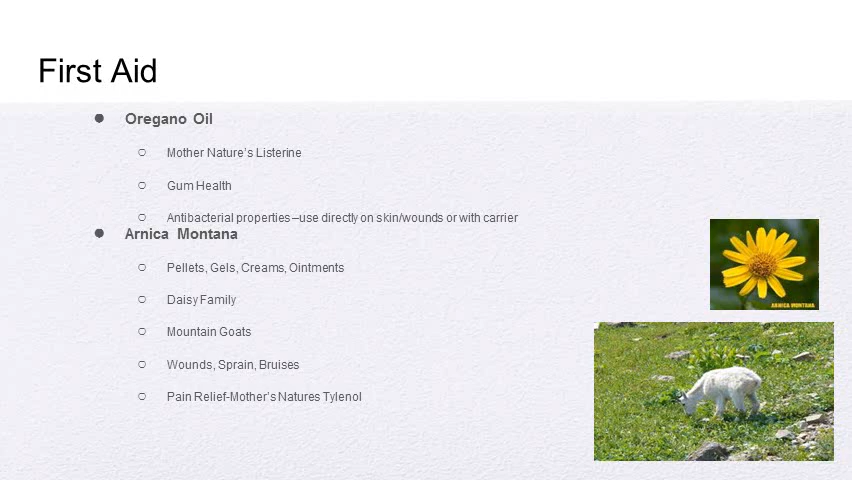 First Aid
● Oregano Oil
○ Mother Nature's Listerine
○ Gum Health
○ Antibacterial properties –use directly on skin/wounds or with carrier
● Arnica Montana
○ Pellets, Gels, Creams, Ointments
○ Daisy Family
○ Mountain Goats
○ Wounds, Sprain, Bruises
○ Pain Relief-Mother's Natures Tylenol
ARNICA MONTANA